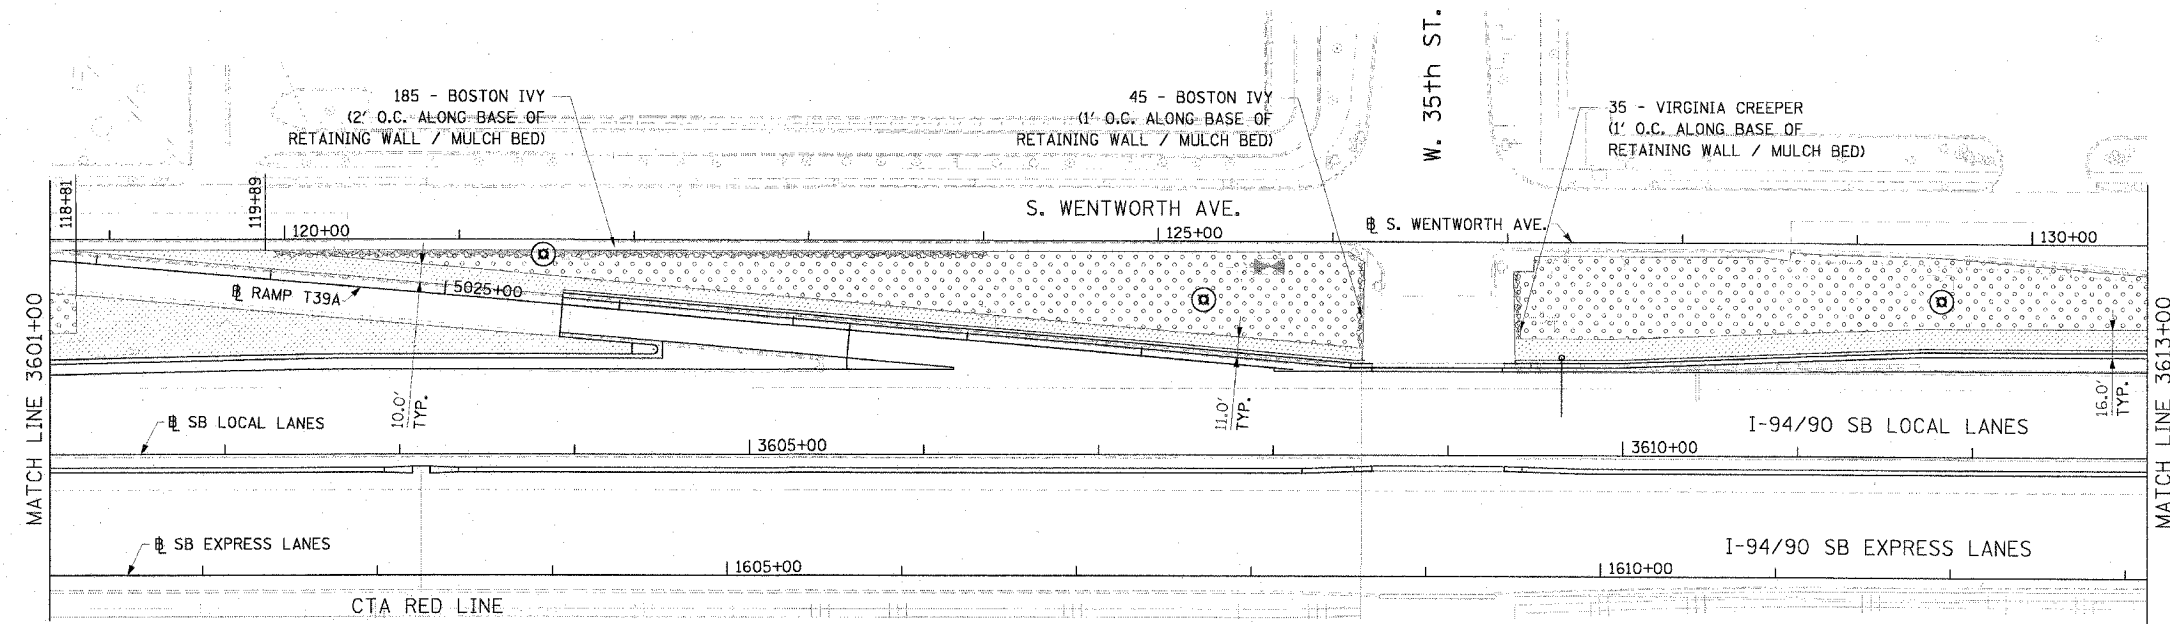 W. 35th ST.
185 - BOSTON IVY
(2' O.C. ALONG BASE OF
RETAINING WALL / MULCH BED)
45 - BOSTON IVY
(1' O.C. ALONG BASE OF
RETAINING WALL / MULCH BED)
35 - VIRGINIA CREEPER
(1' O.C. ALONG BASE OF
RETAINING WALL / MULCH BED)
118+81
119+89
S. WENTWORTH AVE.
℄ S. WENTWORTH AVE.
120+00
125+00
130+00
℄ RAMP T39A
5025+00
MATCH LINE 3601+00
MATCH LINE 3613+00
10.0'
TYP.
11.0'
TYP.
16.0'
TYP.
℄ SB LOCAL LANES
I-94/90 SB LOCAL LANES
3605+00
3610+00
℄ SB EXPRESS LANES
I-94/90 SB EXPRESS LANES
1605+00
1610+00
CTA RED LINE